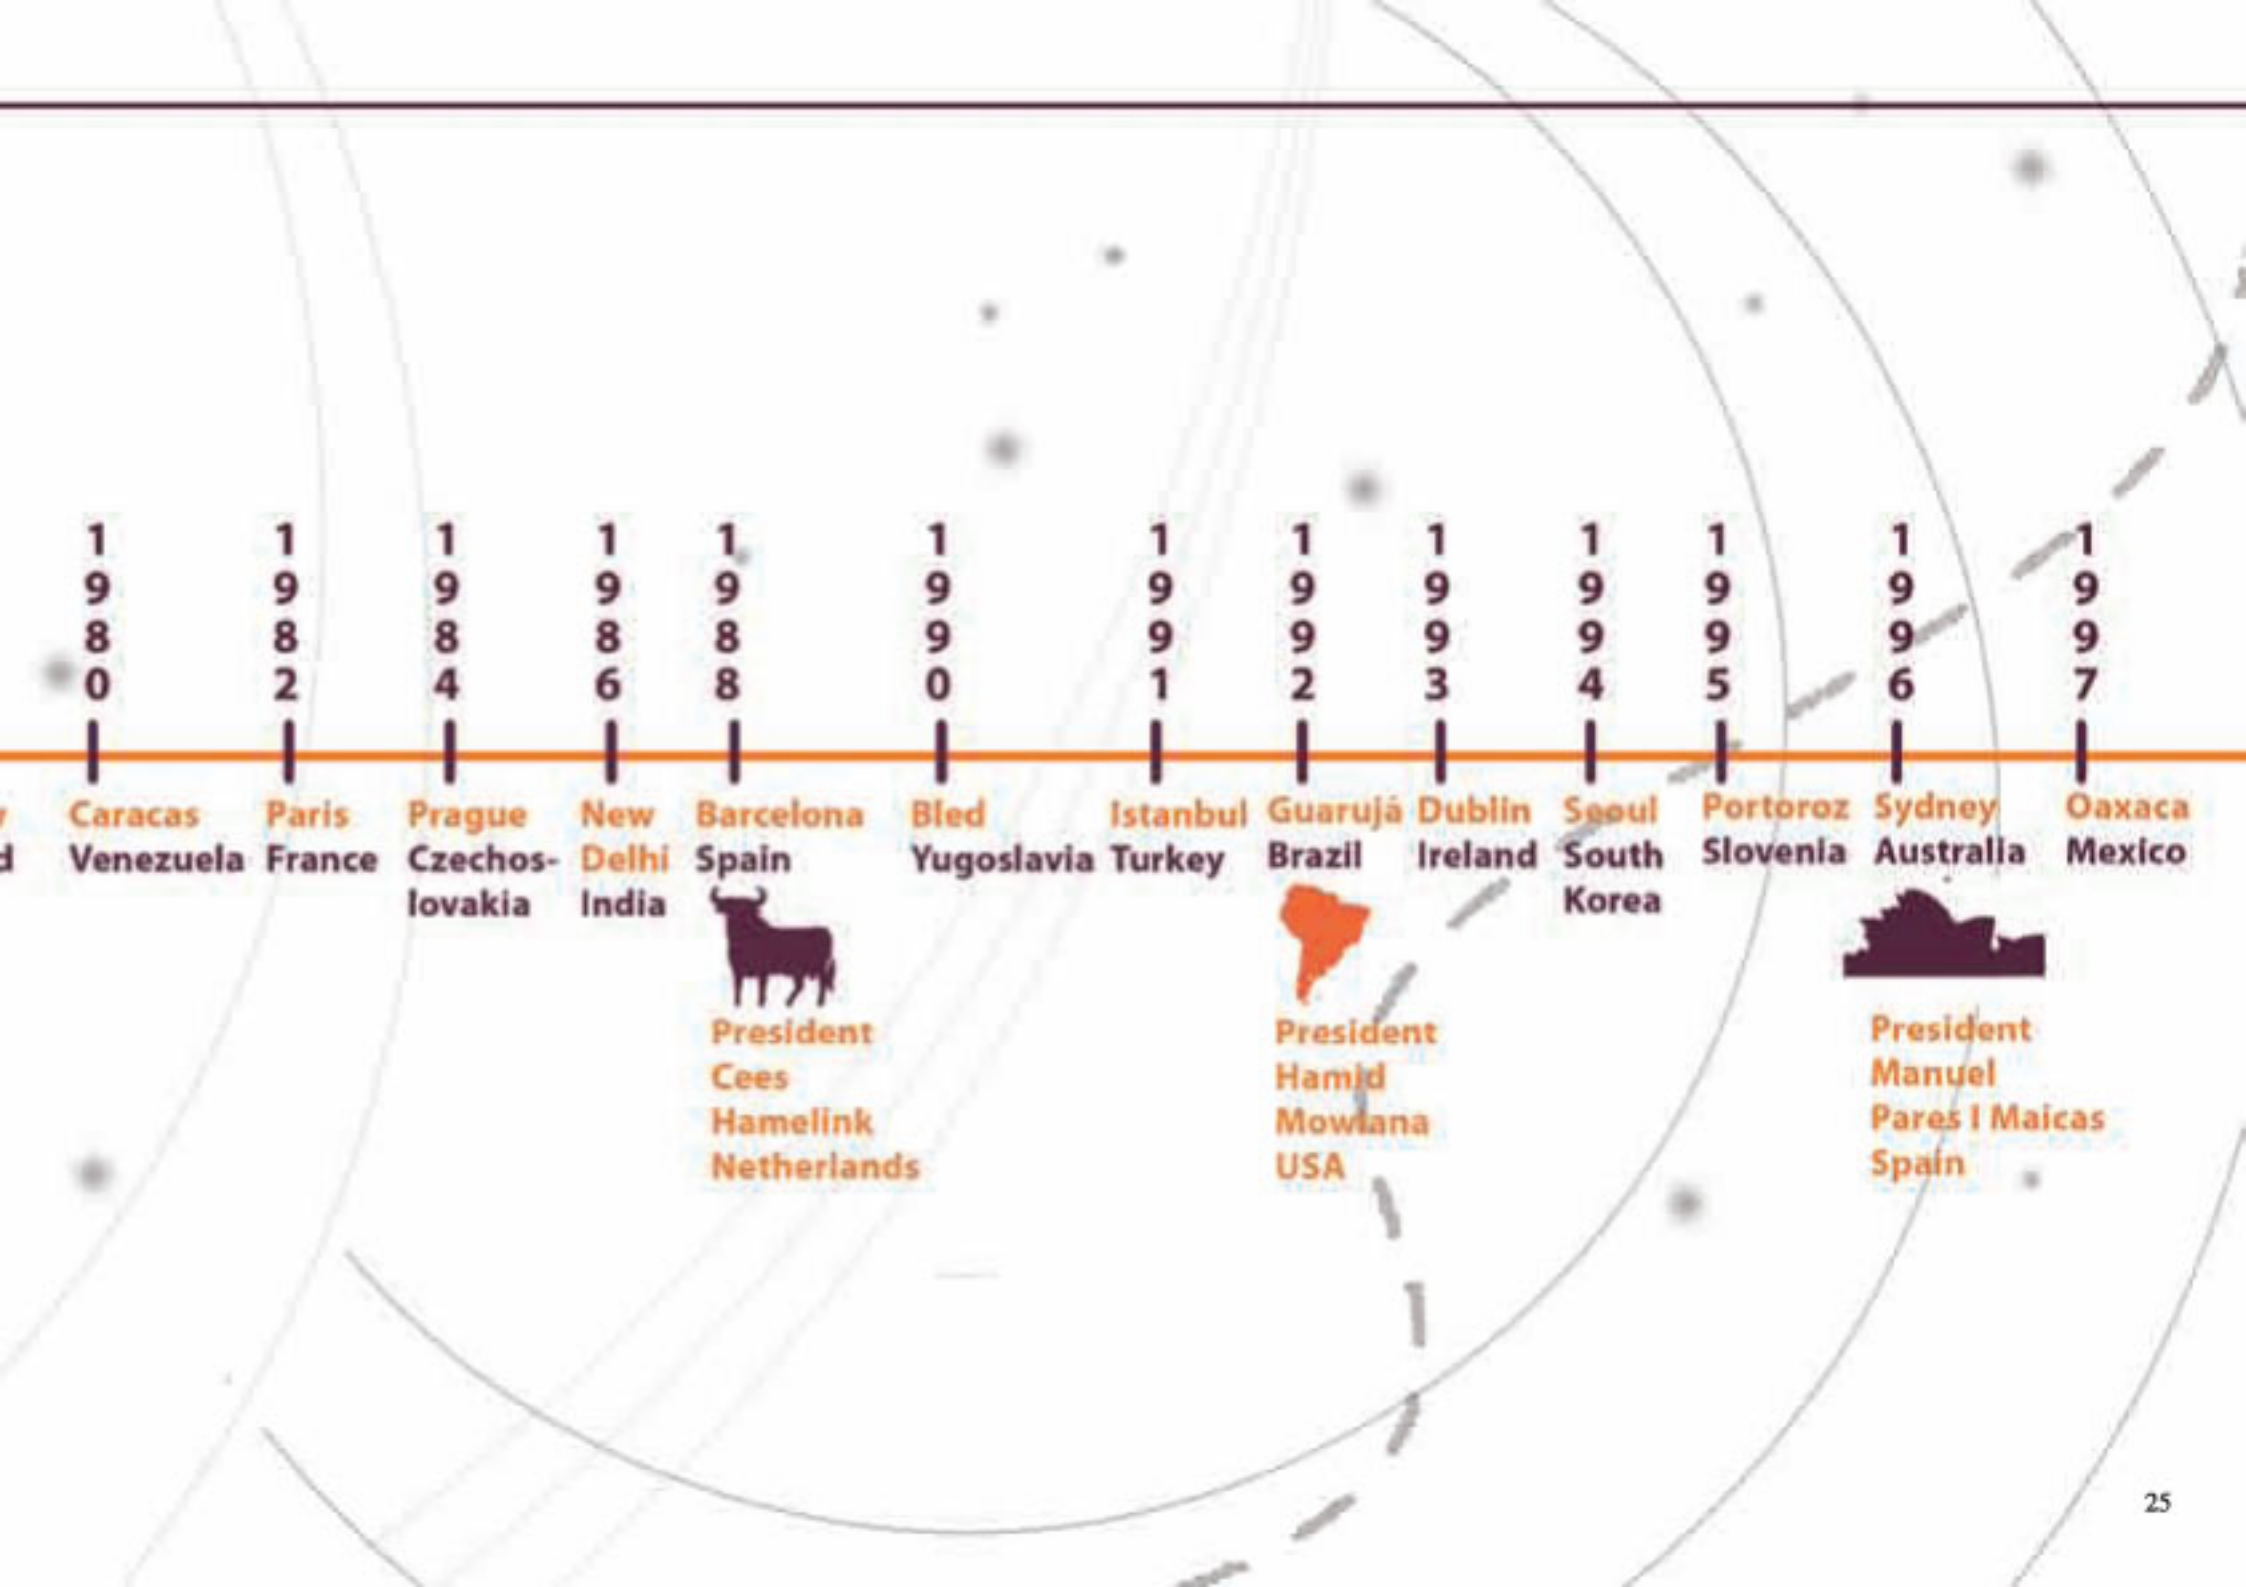 1980
1982
1984
1986
1988
1990
1991
1992
1993
1994
1995
1996
1997
Caracas
Venezuela
Paris
France
Prague
Czechos-
lovakia
New
Delhi
India
Barcelona
Spain
President
Cees
Hamelink
Netherlands
Bled
Yugoslavia
Istanbul
Turkey
Guarujá
Brazil
President
Hamid
Mowlana
USA
Dublin
Ireland
Seoul
South
Korea
Portoroz
Slovenia
Sydney
Australia
President
Manuel
Pares I Maicas
Spain
Oaxaca
Mexico
25